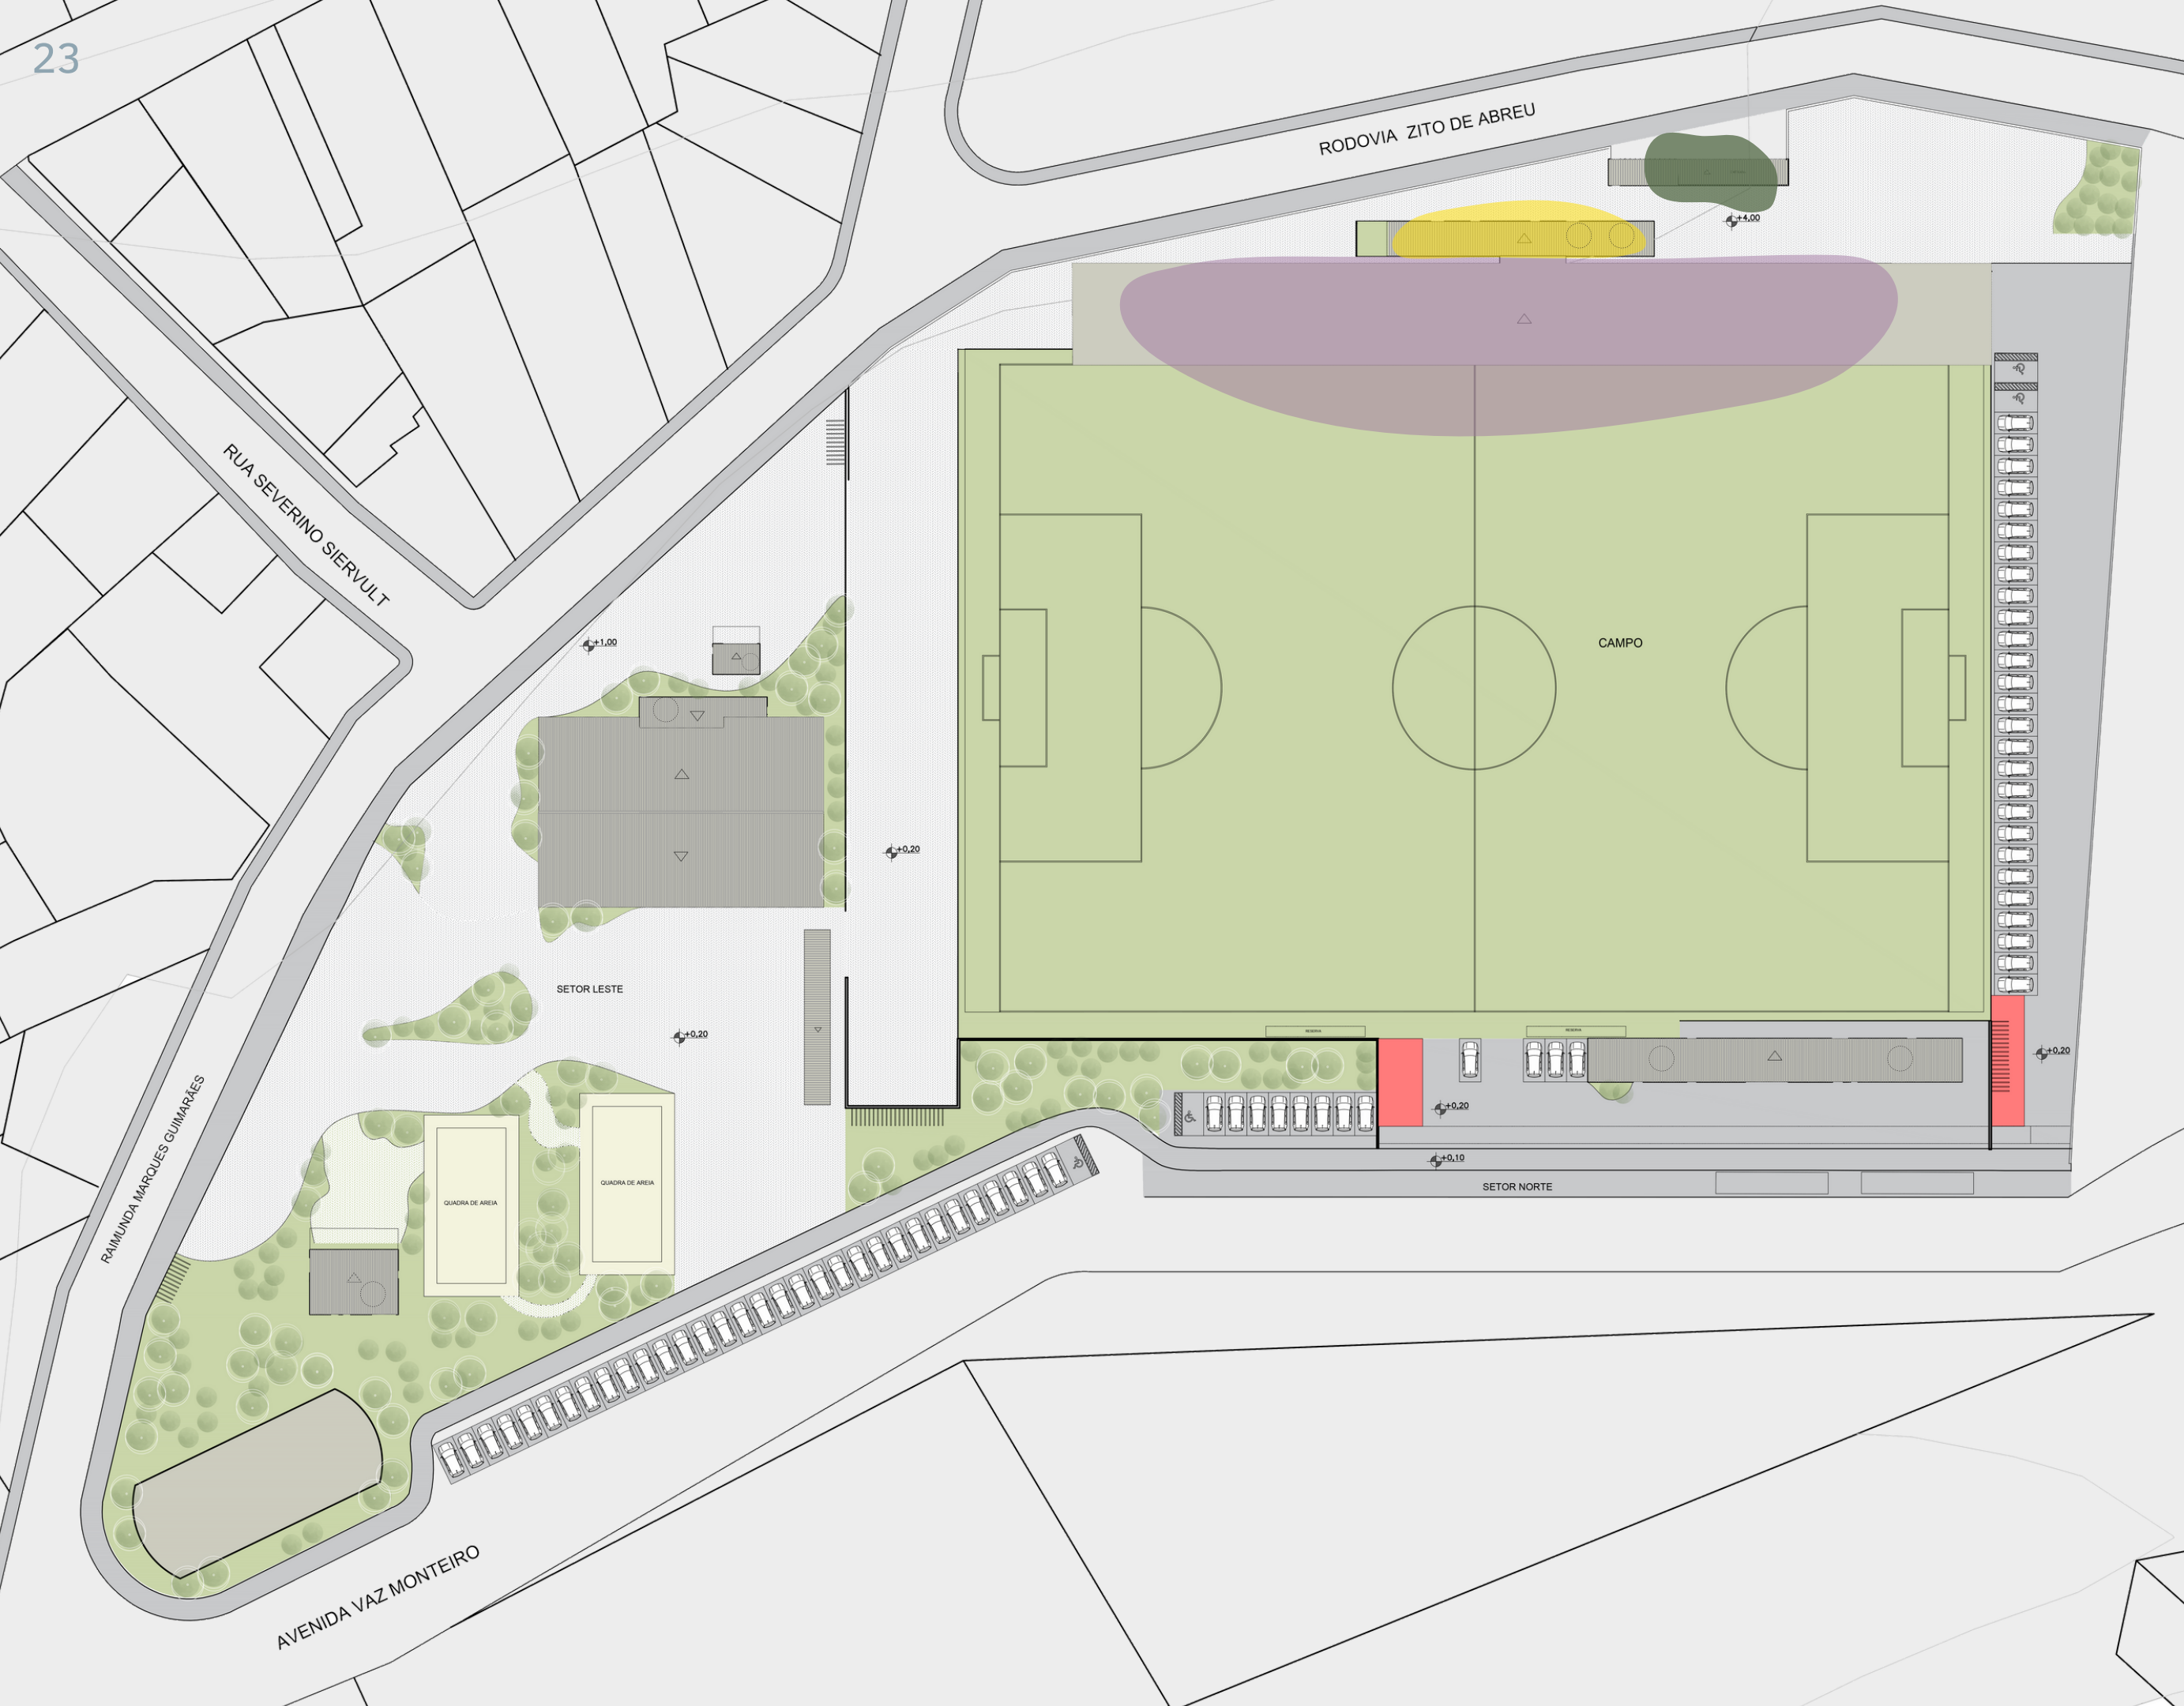 23
RODOVIA ZITO DE ABREU
+4,00
RUA SEVERINO SIERVULT
+1,00
CAMPO
+0,20
SETOR LESTE
+0,20
RESERVA
RESERVA
+0,20
+0,20
+0,10
SETOR NORTE
RAIMUNDA MARQUES GUIMARÃES
QUADRA DE AREIA
QUADRA DE AREIA
AVENIDA VAZ MONTEIRO